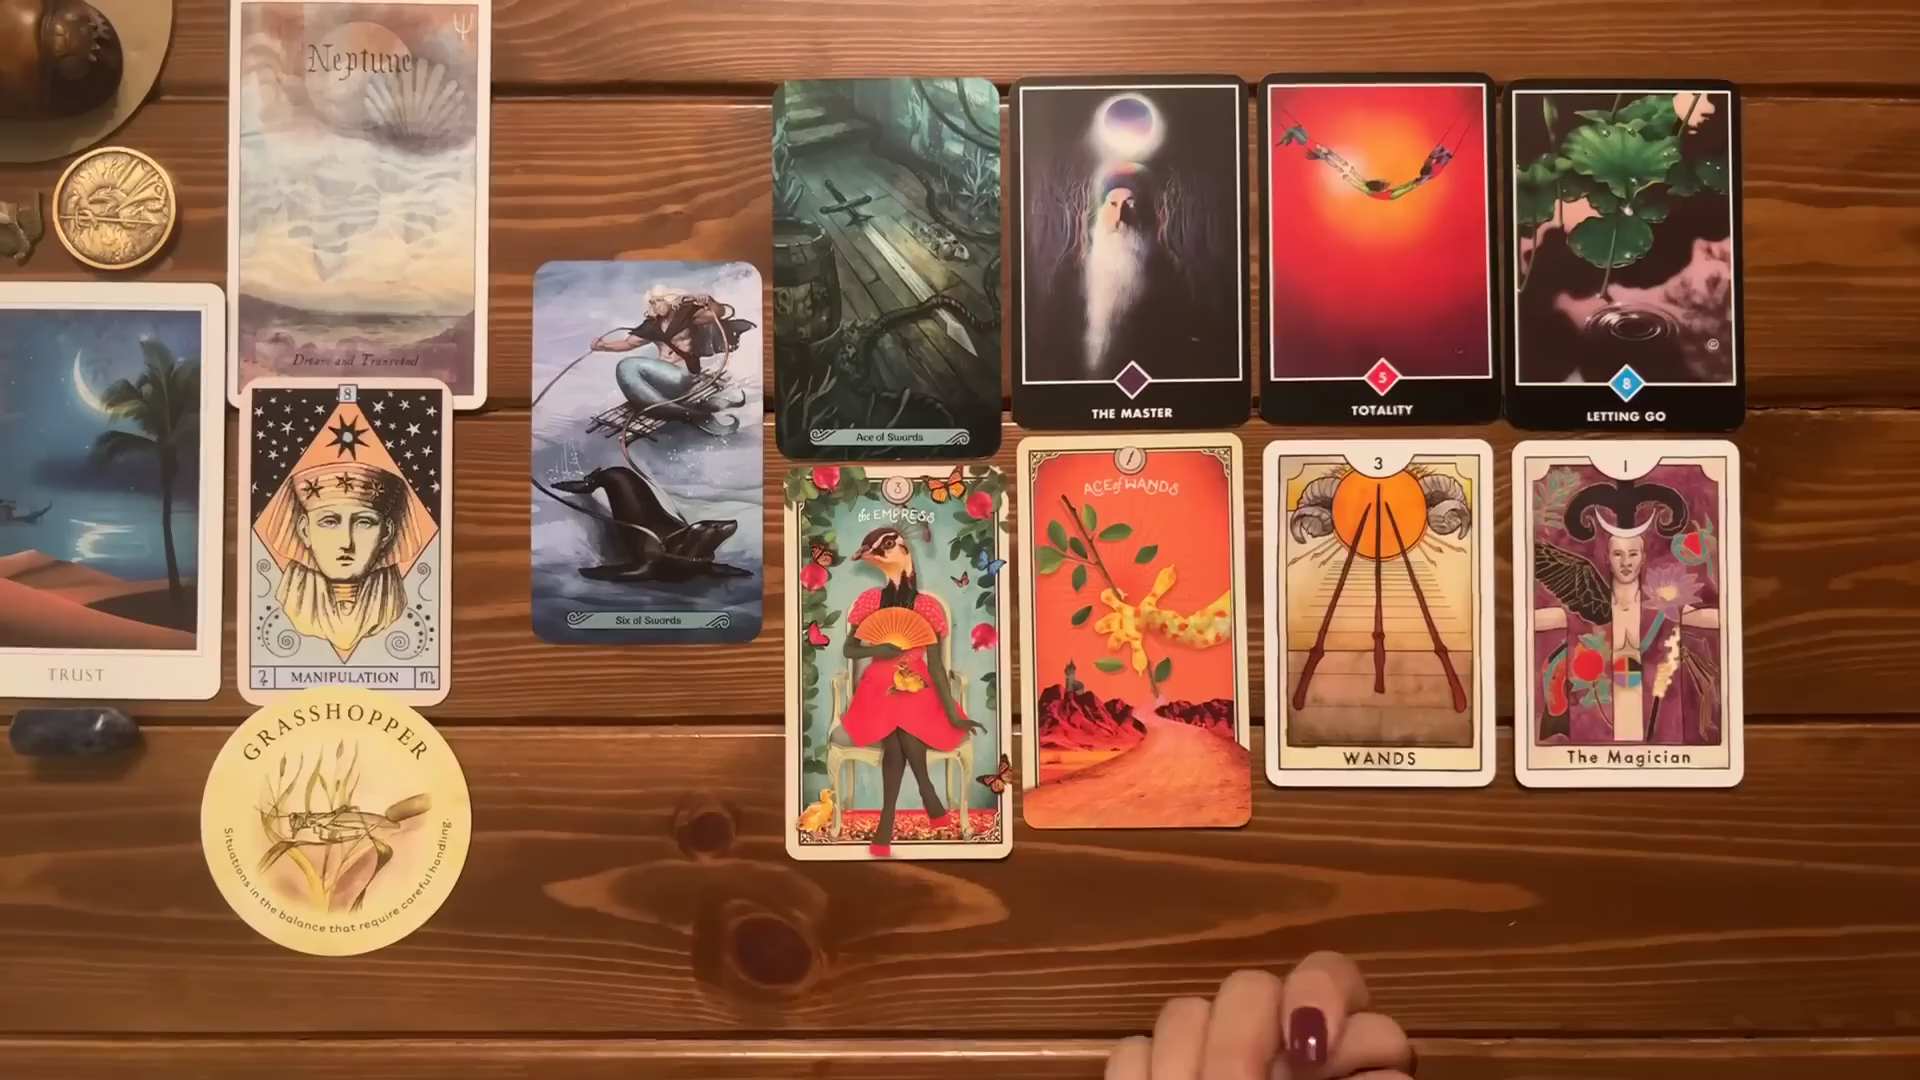 Neptune
Dream and Transcend
TRUST
8
MANIPULATION
GRASSHOPPER
Situations in the balance that require careful handling.
Six of Swords
Ace of Swords
THE MASTER
5
TOTALITY
8
LETTING GO
3
the EMPRESS
1
ACE of WANDS
3
WANDS
1
The Magician